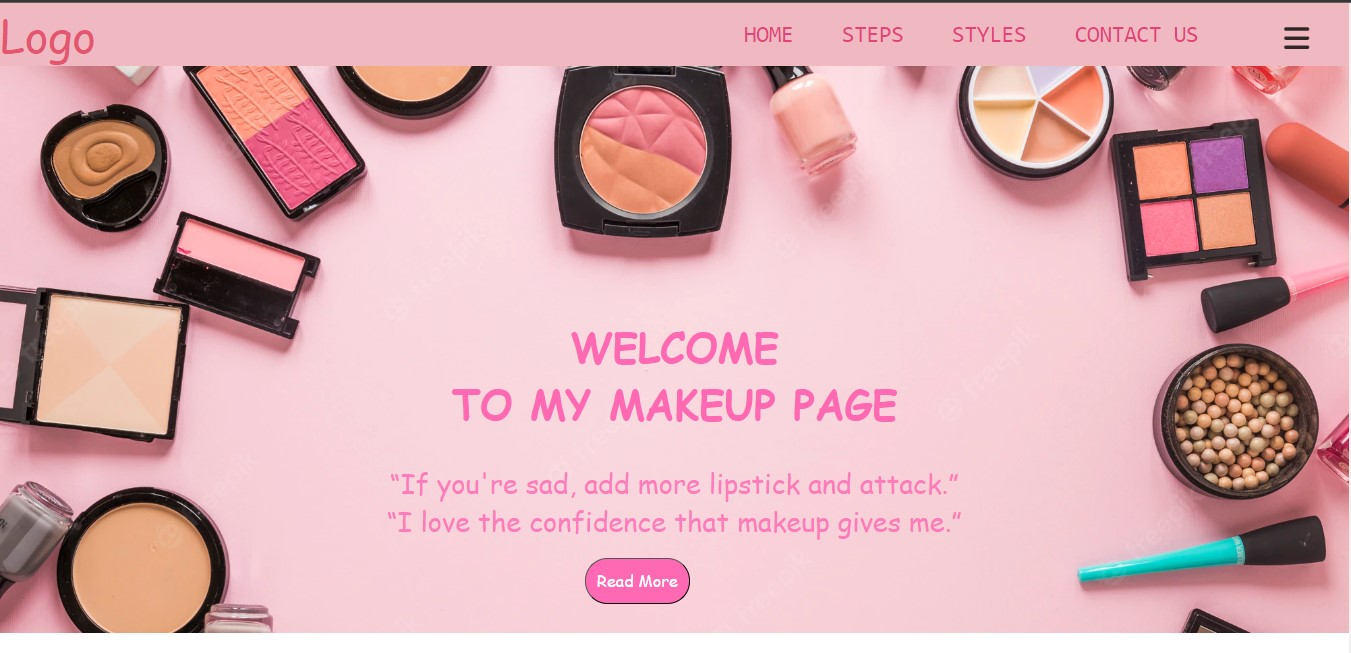 Logo
HOME STEPS STYLES CONTACT US
WELCOME
TO MY MAKEUP PAGE
“If you're sad, add more lipstick and attack.”
“I love the confidence that makeup gives me.”
Read More
freepik